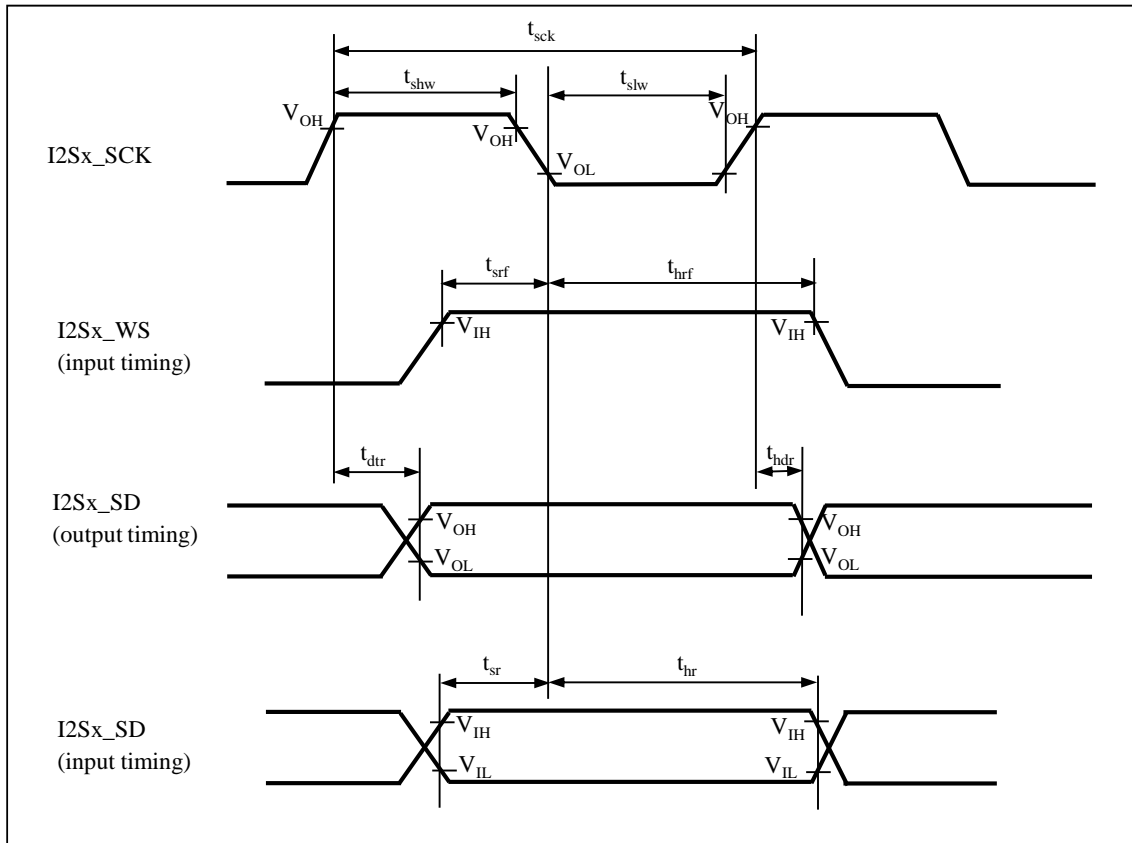 t_sck
t_shw t_slw
V_OH V_OH V_OH
I2Sx_SCK
V_OL
t_srf t_hrf
I2Sx_WS V_IH V_IH
(input timing)
t_dtr t_hdr
I2Sx_SD
V_OH V_OH
(output timing)
V_OL V_OL
t_sr t_hr
I2Sx_SD V_IH V_IH
(input timing)
V_IL V_IL